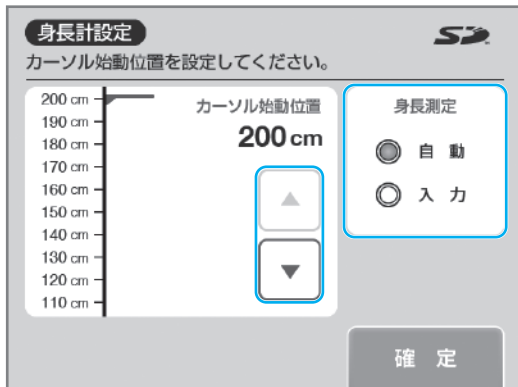 身長計設定
SD
カーソル始動位置を設定してください。
200 cm
190 cm
180 cm
170 cm
160 cm
150 cm
140 cm
130 cm
120 cm
110 cm
カーソル始動位置
200 cm
身長測定
自 動
入 力
確 定